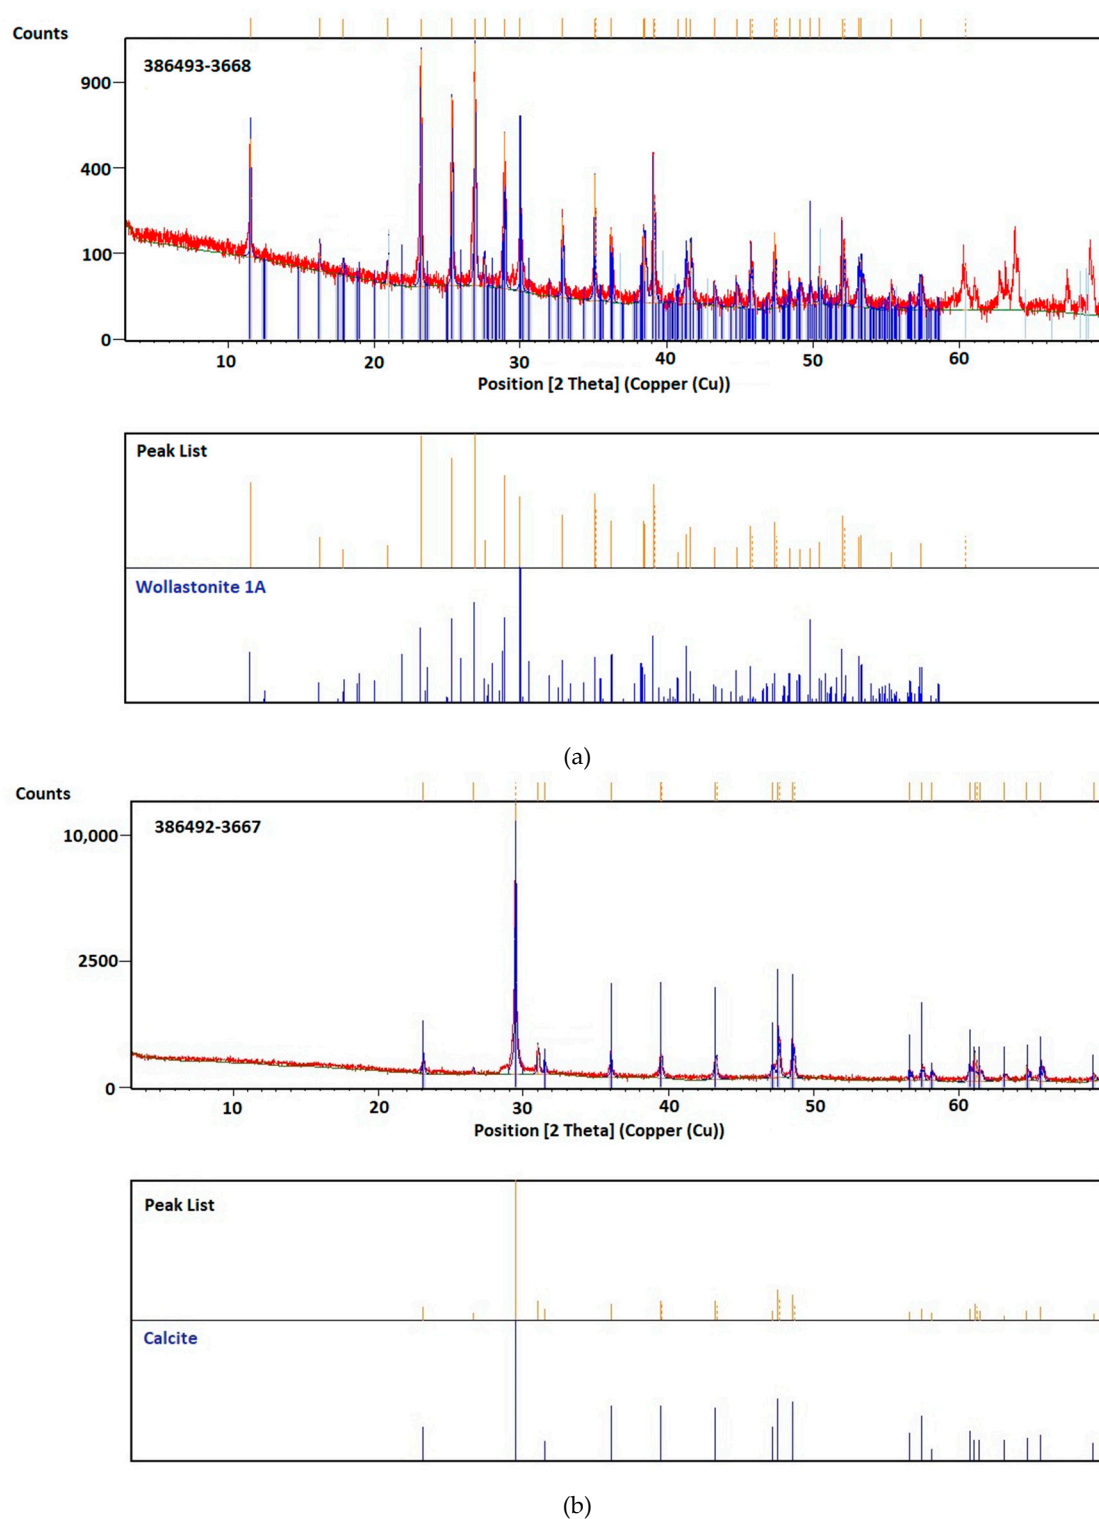 Counts
386493-3668
900
400
100
0
10 20 30 40 50 60
Position [2 Theta] (Copper (Cu))
Peak List
Wollastonite 1A
(a)
Counts
386492-3667
10,000
2500
0
10 20 30 40 50 60
Position [2 Theta] (Copper (Cu))
Peak List
Calcite
(b)